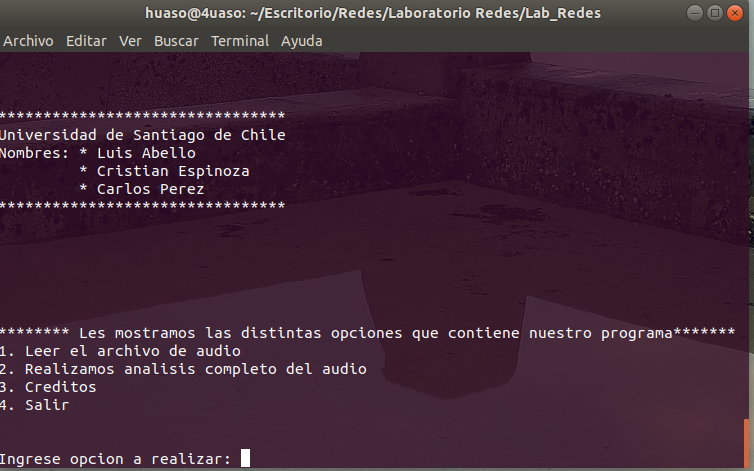 huaso@4uaso: ~/Escritorio/Redes/Laboratorio Redes/Lab_Redes
Archivo Editar Ver Buscar Terminal Ayuda
********************************
Universidad de Santiago de Chile
Nombres: * Luis Abello
* Cristian Espinoza
* Carlos Perez
********************************
******** Les mostramos las distintas opciones que contiene nuestro programa*******
1. Leer el archivo de audio
2. Realizamos analisis completo del audio
3. Creditos
4. Salir
Ingrese opcion a realizar: